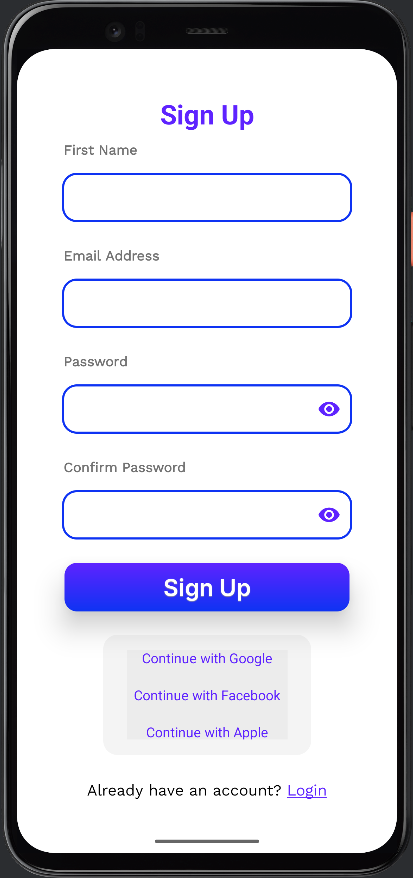 Sign Up
First Name
Email Address
Password
Confirm Password
Sign Up
Continue with Google
Continue with Facebook
Continue with Apple
Already have an account? Login